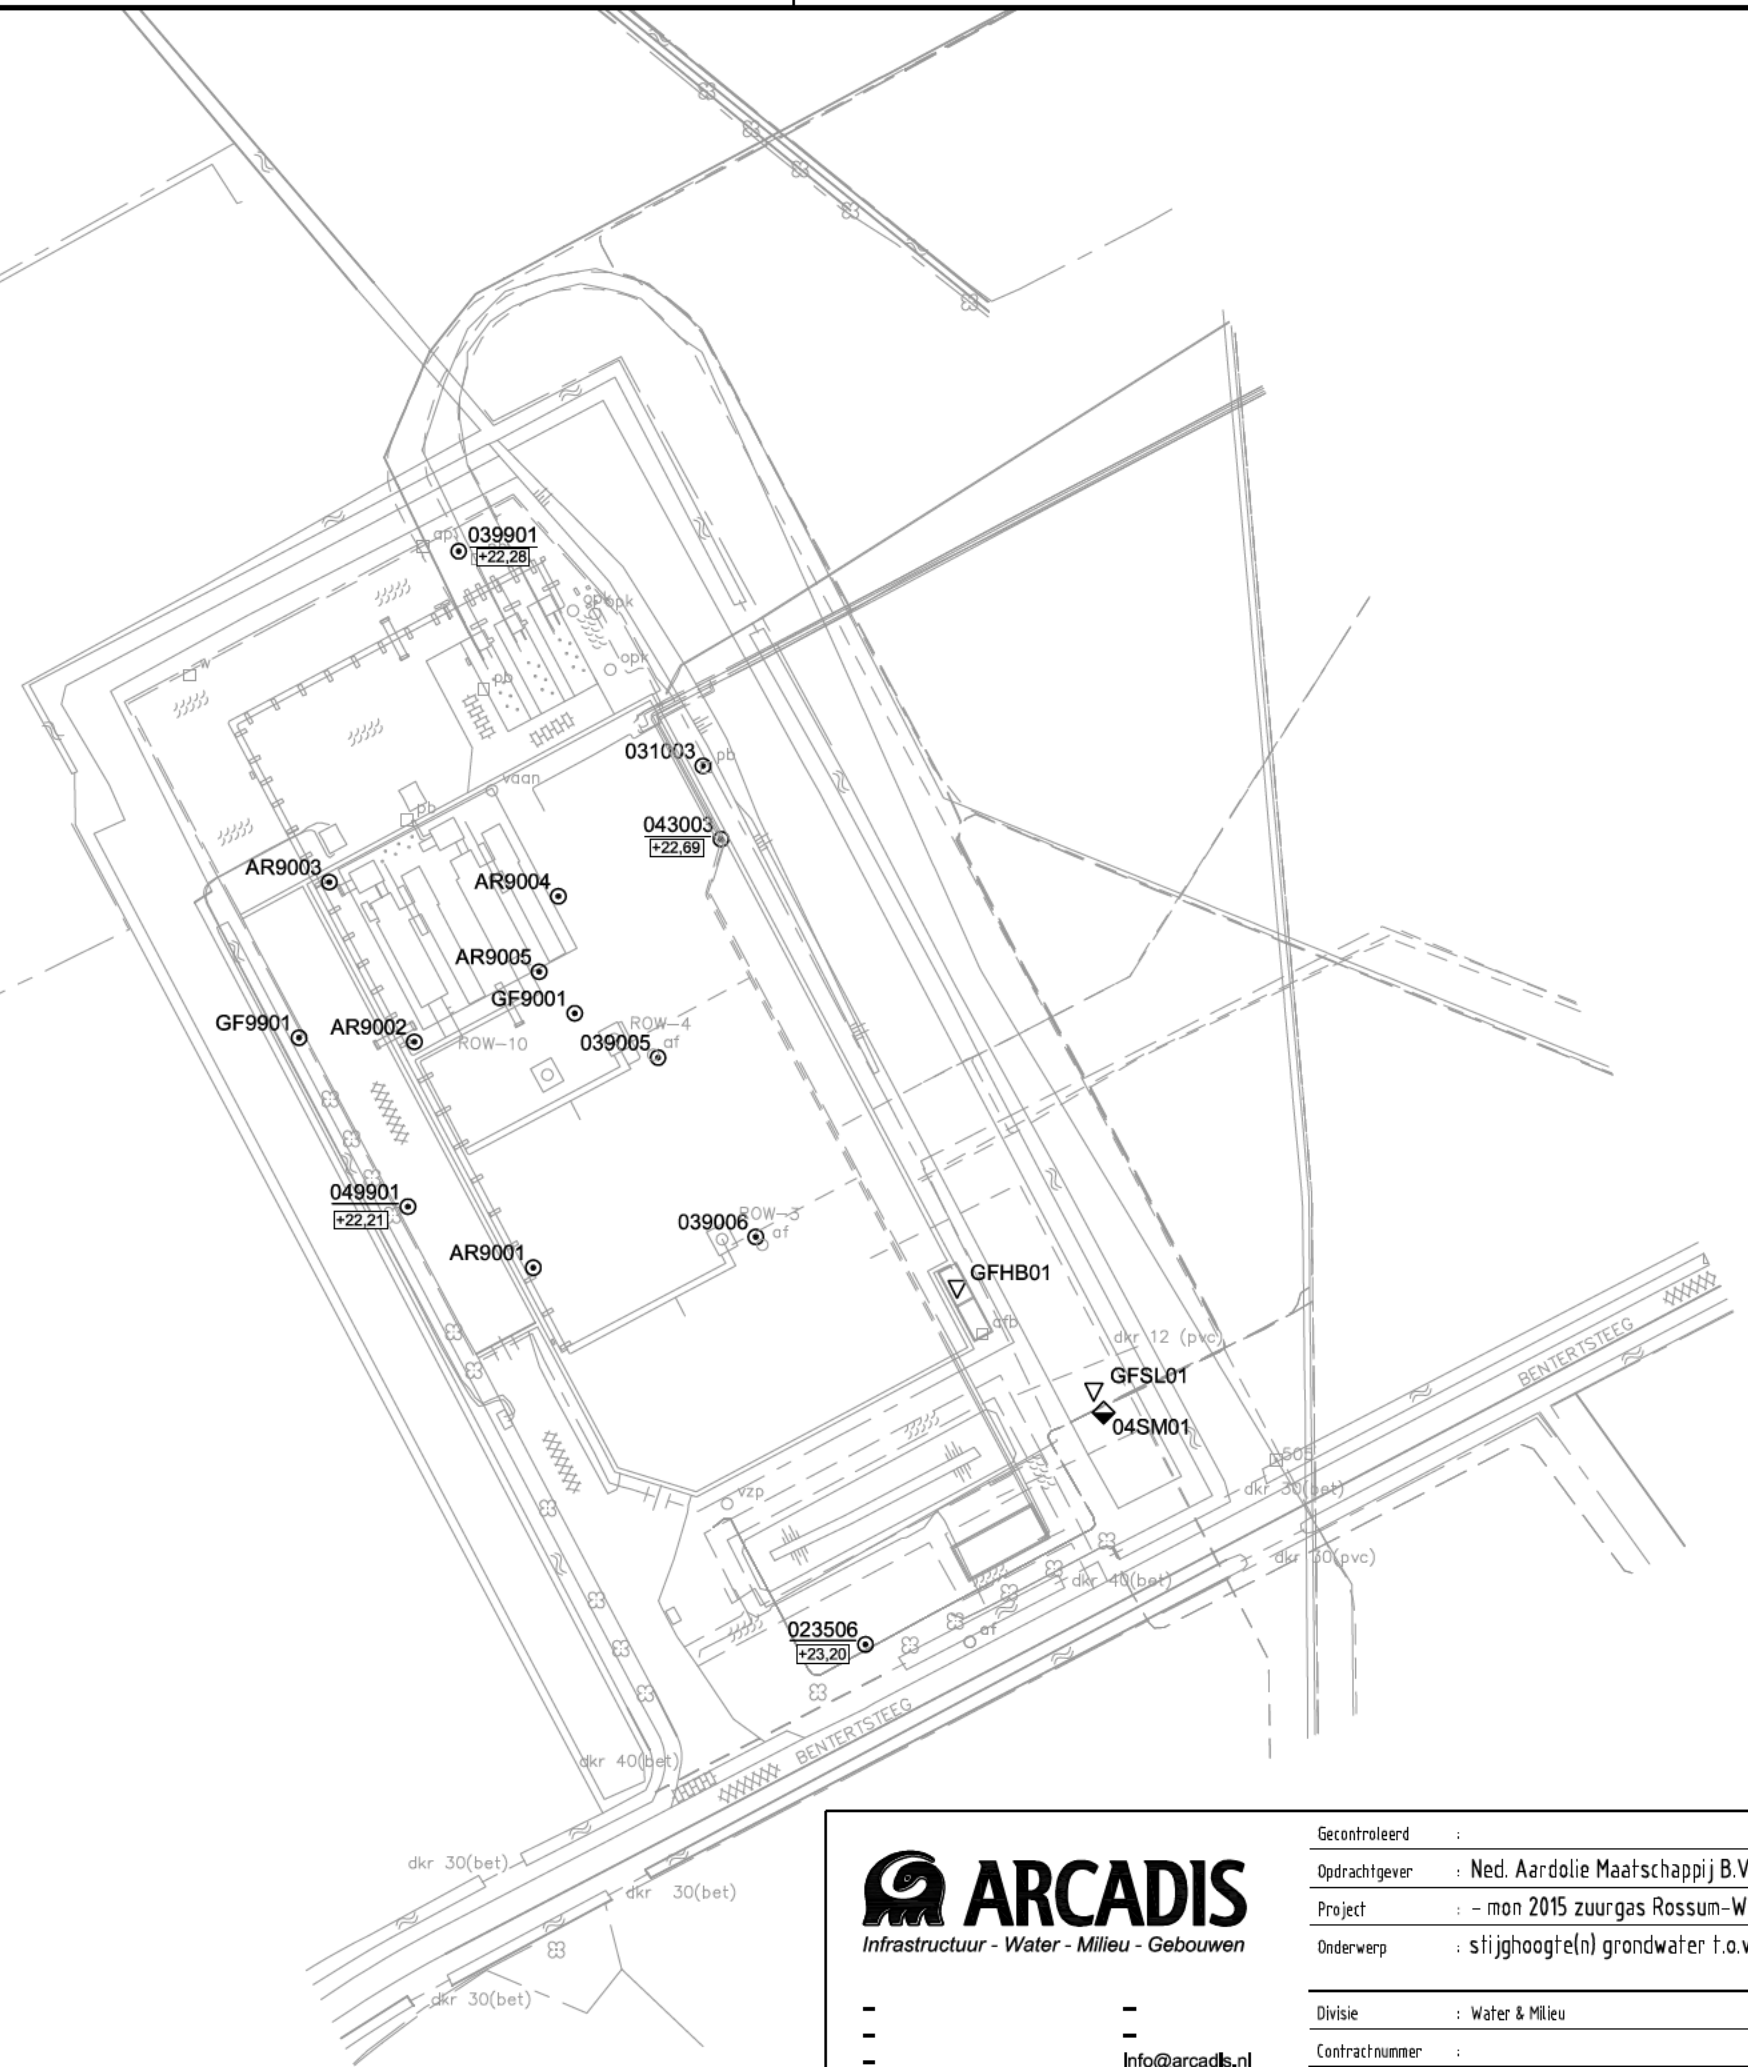 039901
ap
+22,28
opk
opk
opk
N
pb
031003
pb
vaan
043003
+22,69
pb
AR9003
AR9004
AR9005
GF9001
GF9901
AR9002
ROW-10
ROW-4
039005
af
049901
+22,21
039006
ROW-3
af
AR9001
GFHB01
afb
dkr 12 (pvc)
GFSL01
04SM01
BENTERTSTEEG
505
dkr 30(bet)
vzp
dkr 30(pvc)
dkr 40(bet)
023506
+23,20
af
BENTERTSTEEG
dkr 40(bet)
dkr 30(bet)
dkr 30(bet)
dkr 30(bet)
ARCADIS
Infrastructuur - Water - Milieu - Gebouwen
Gecontroleerd :
Opdrachtgever : Ned. Aardolie Maatschappij B.V
Project : - mon 2015 zuurgas Rossum-W
Onderwerp : stijghoogte(n) grondwater t.o.v
Divisie : Water & Milieu
Contractnummer :
info@arcadis.nl